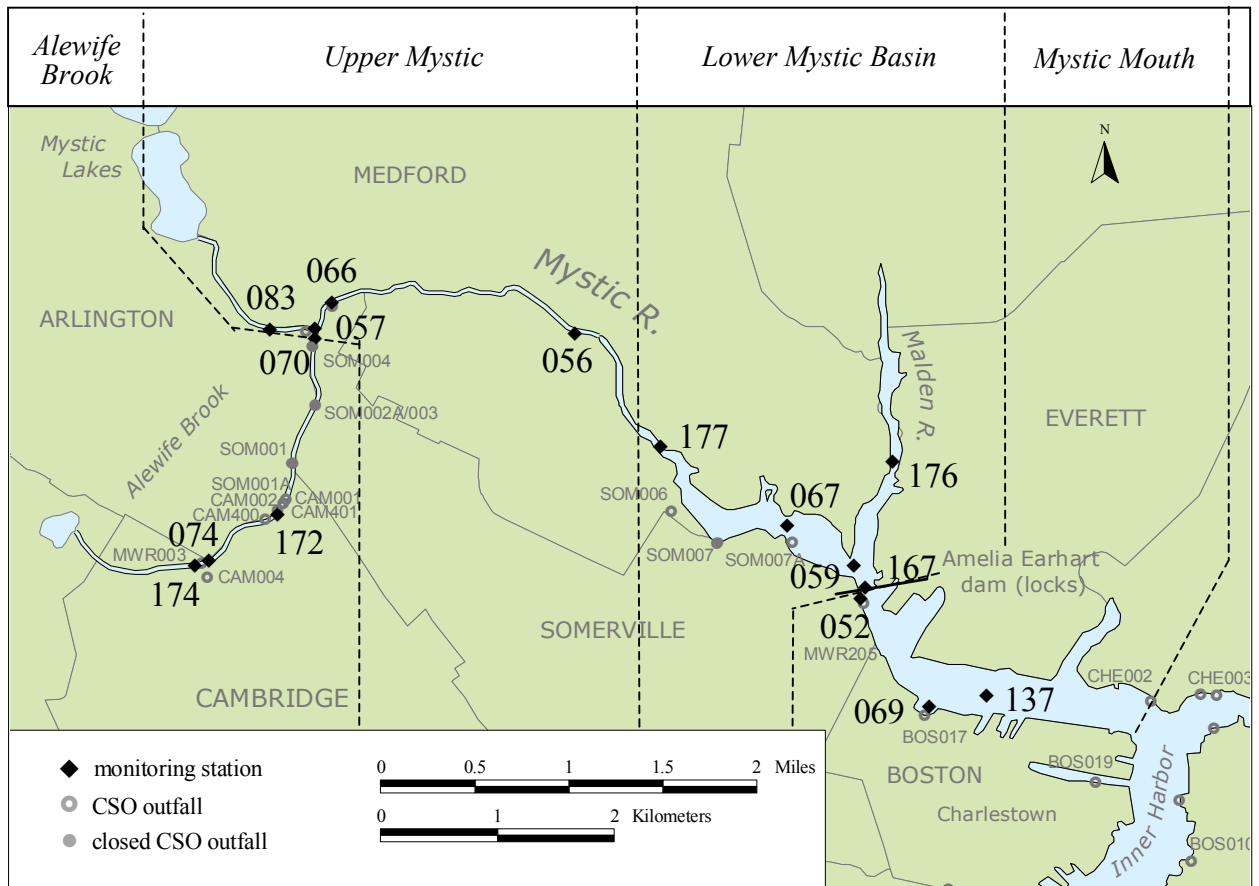 Alewife
Brook
Upper Mystic
Lower Mystic Basin
Mystic Mouth
Mystic
Lakes
MEDFORD
N
Mystic R.
066
083
ARLINGTON
057
070
SOM004
056
Malden R.
EVERETT
Alewife Brook
SOM002A/003
SOM001
177
176
SOM001A
CAM001
CAM002A
CAM401
CAM400
172
SOM006
067
074
MWR003
SOM007
SOM007A
059
167
Amelia Earhart
dam (locks)
174
CAM004
052
SOMERVILLE
MWR205
CHE002
CHE003
CAMBRIDGE
069
137
BOS017
BOSTON
BOS019
Charlestown
Inner Harbor
BOS010
monitoring station
CSO outfall
closed CSO outfall
0 0.5 1 1.5 2 Miles
0 1 2 Kilometers